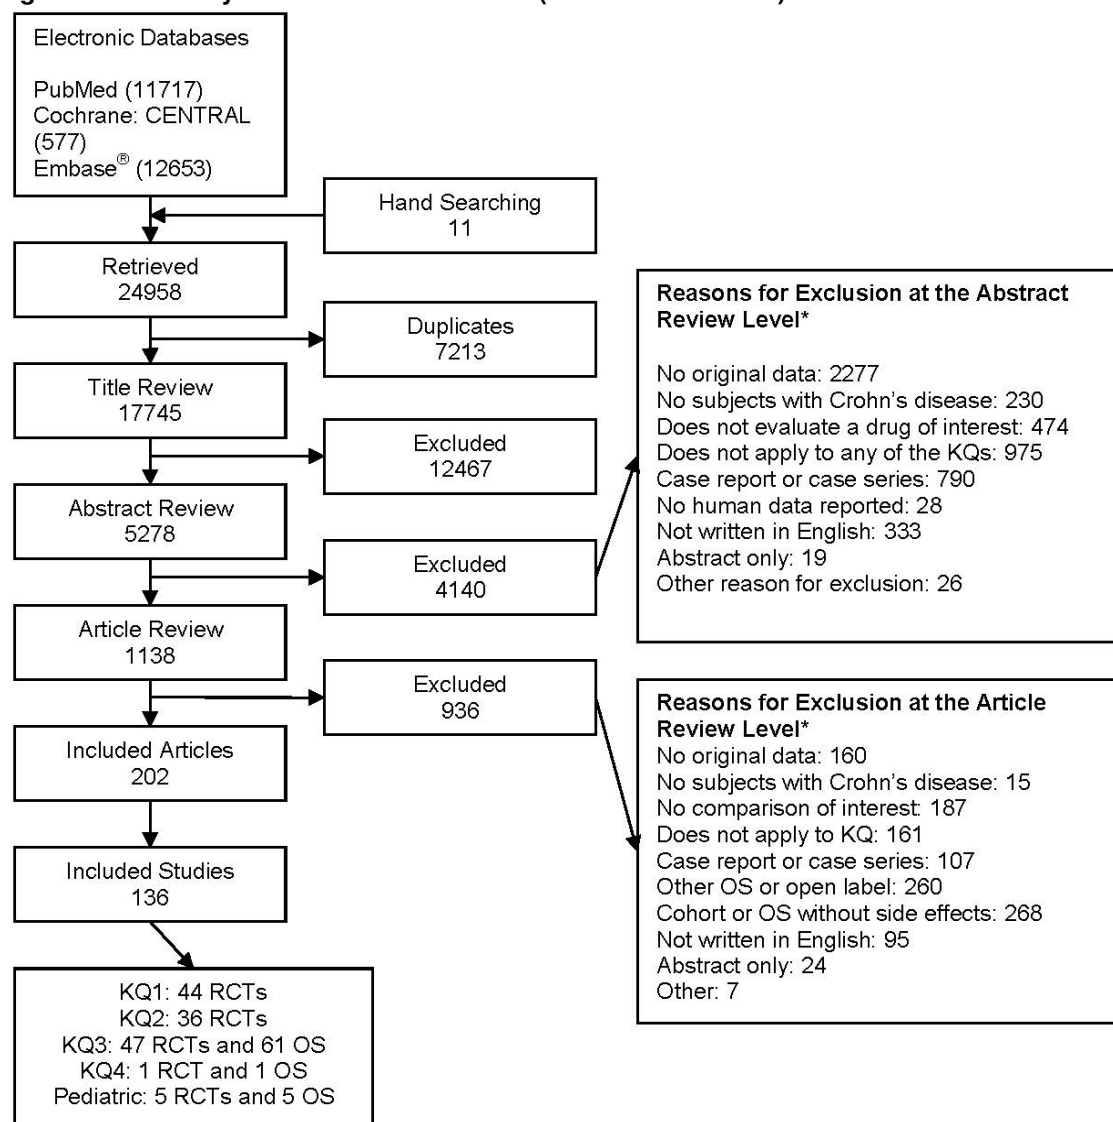 Electronic Databases
PubMed (11717)
Cochrane: CENTRAL
(577)
Embase® (12653)
Hand Searching
11
Retrieved
24958
Duplicates
7213
Title Review
17745
Excluded
12467
Abstract Review
5278
Excluded
4140
Reasons for Exclusion at the Abstract
Review Level*
No original data: 2277
No subjects with Crohn's disease: 230
Does not evaluate a drug of interest: 474
Does not apply to any of the KQs: 975
Case report or case series: 790
No human data reported: 28
Not written in English: 333
Abstract only: 19
Other reason for exclusion: 26
Article Review
1138
Excluded
936
Reasons for Exclusion at the Article
Review Level*
No original data: 160
No subjects with Crohn's disease: 15
No comparison of interest: 187
Does not apply to KQ: 161
Case report or case series: 107
Other OS or open label: 260
Cohort or OS without side effects: 268
Not written in English: 95
Abstract only: 24
Other: 7
Included Articles
202
Included Studies
136
KQ1: 44 RCTs
KQ2: 36 RCTs
KQ3: 47 RCTs and 61 OS
KQ4: 1 RCT and 1 OS
Pediatric: 5 RCTs and 5 OS